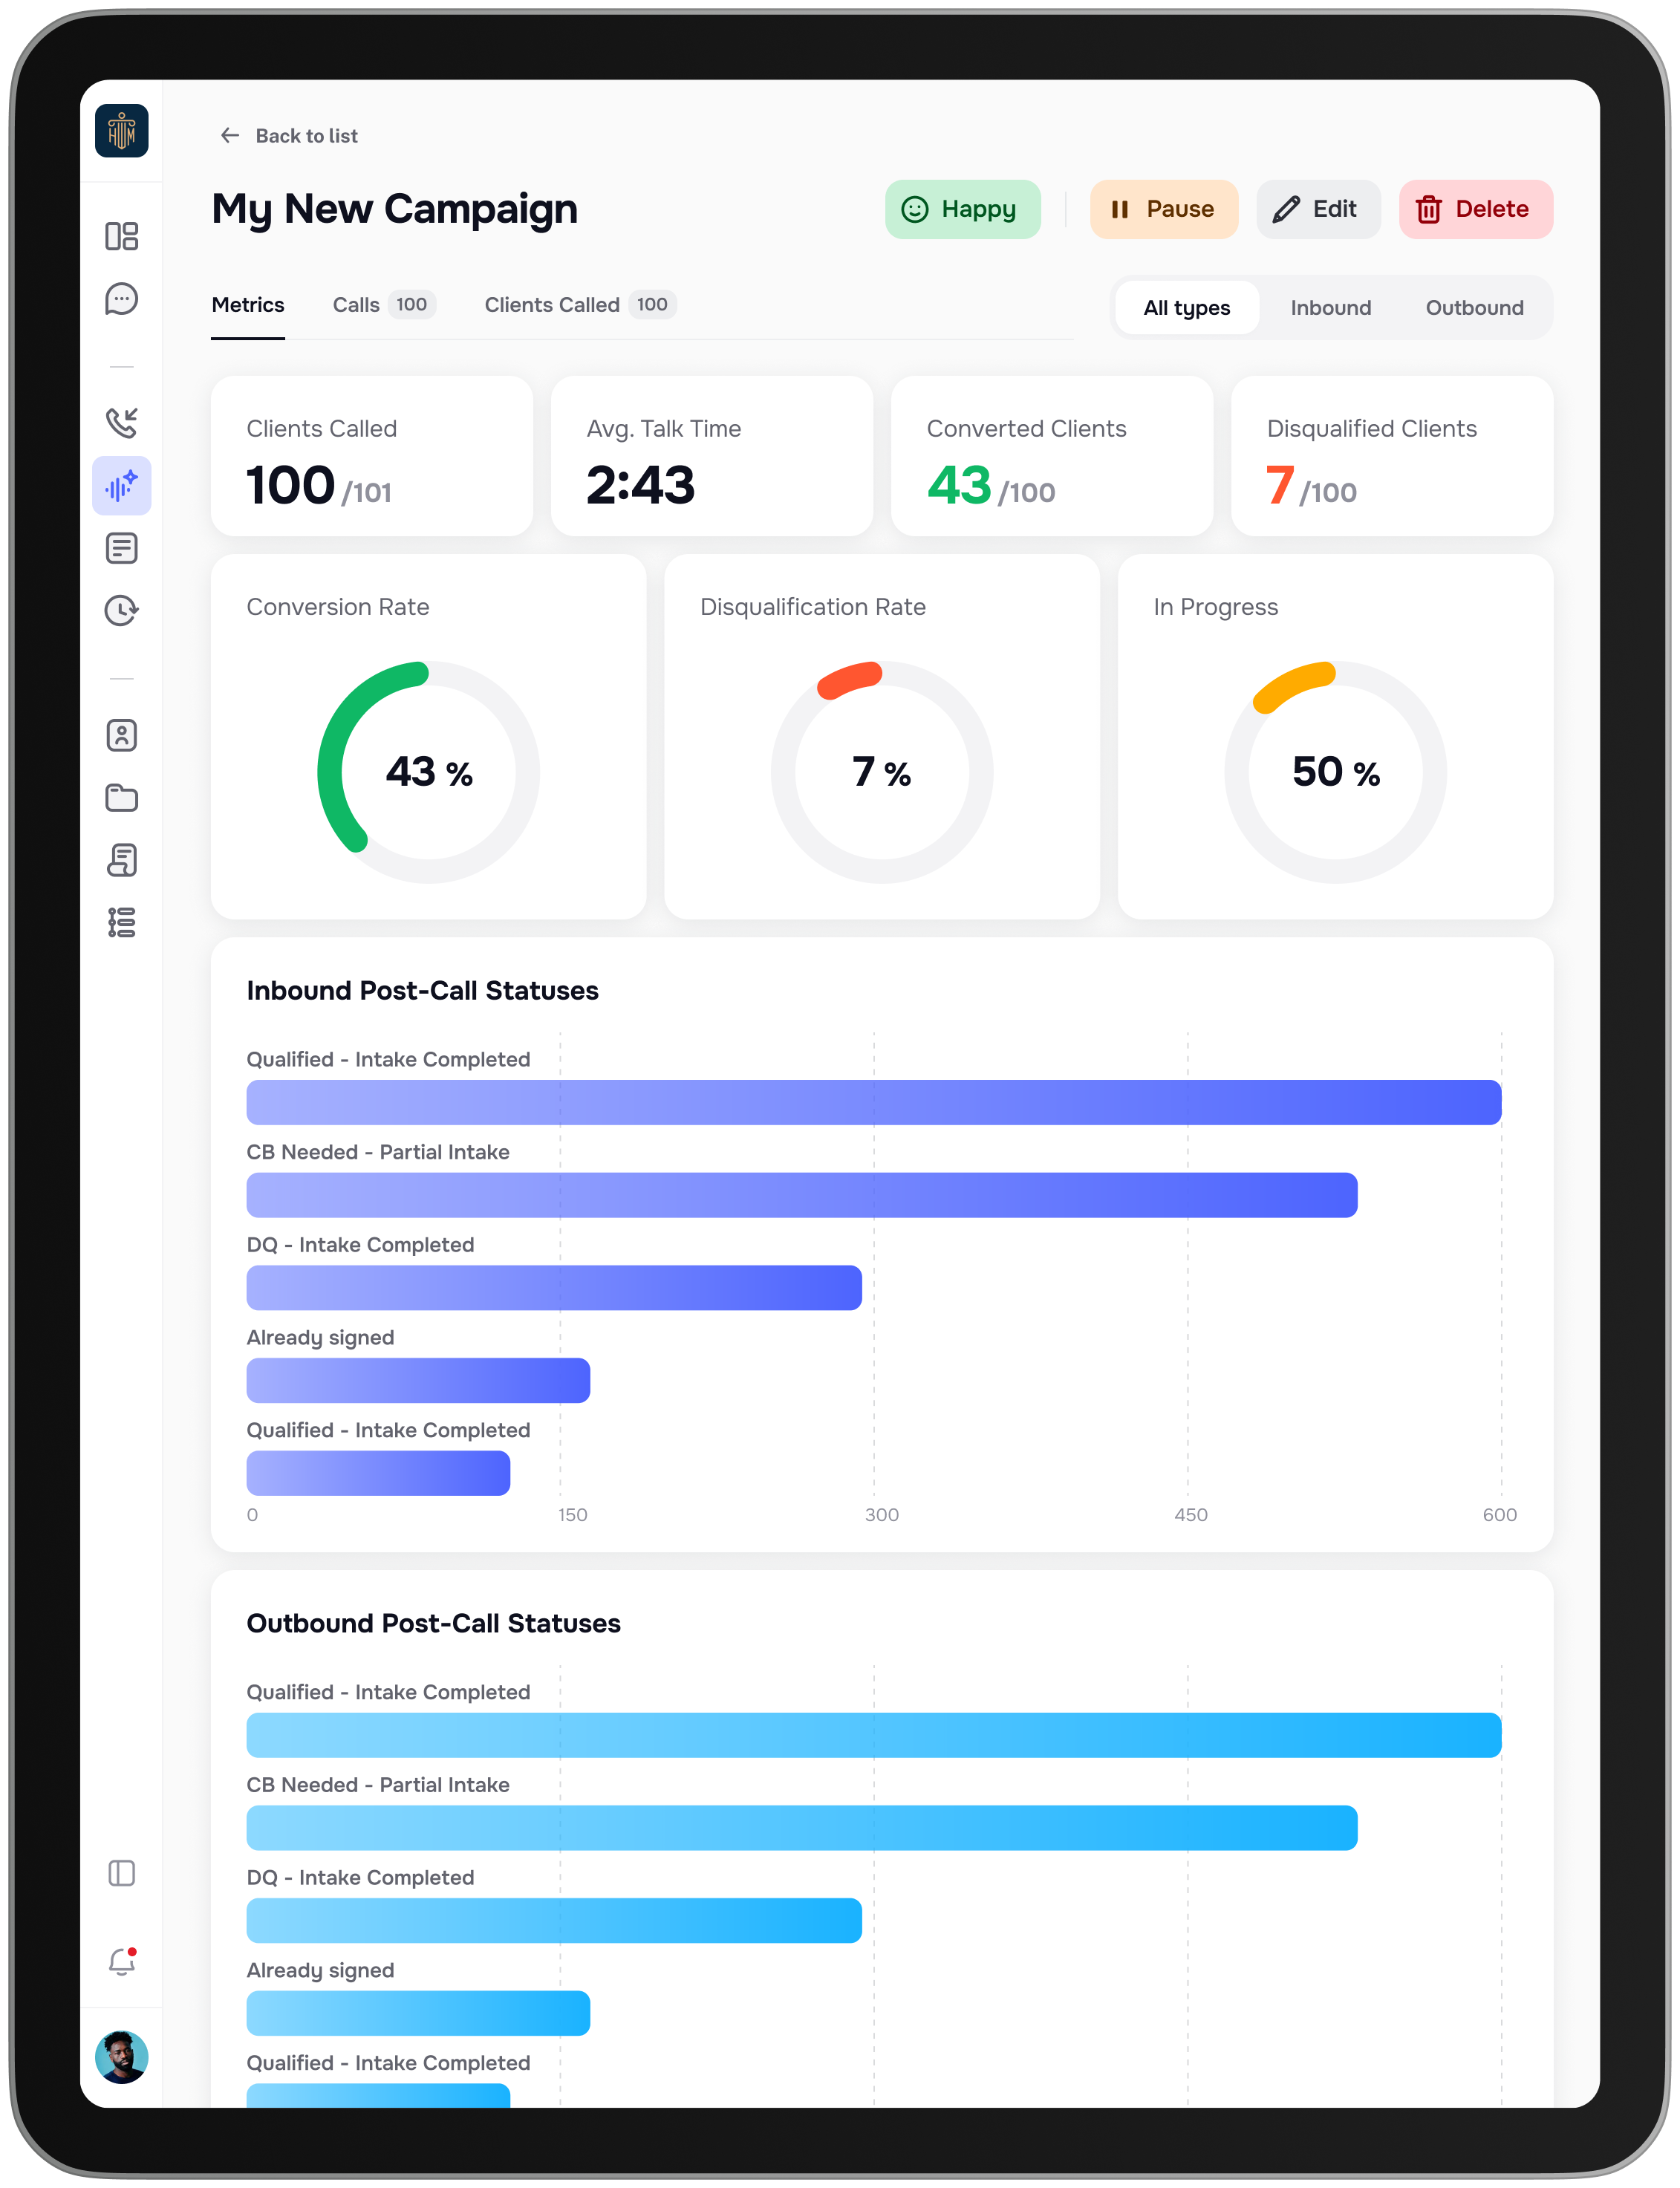 HM
Back to list
My New Campaign
Happy
Pause
Edit
Delete
Metrics
Calls 100
Clients Called 100
All types
Inbound
Outbound
Clients Called
100 /101
Avg. Talk Time
2:43
Converted Clients
43 /100
Disqualified Clients
7 /100
Conversion Rate
43 %
Disqualification Rate
7 %
In Progress
50 %
Inbound Post-Call Statuses
Qualified - Intake Completed
CB Needed - Partial Intake
DQ - Intake Completed
Already signed
Qualified - Intake Completed
0 150 300 450 600
Outbound Post-Call Statuses
Qualified - Intake Completed
CB Needed - Partial Intake
DQ - Intake Completed
Already signed
Qualified - Intake Completed